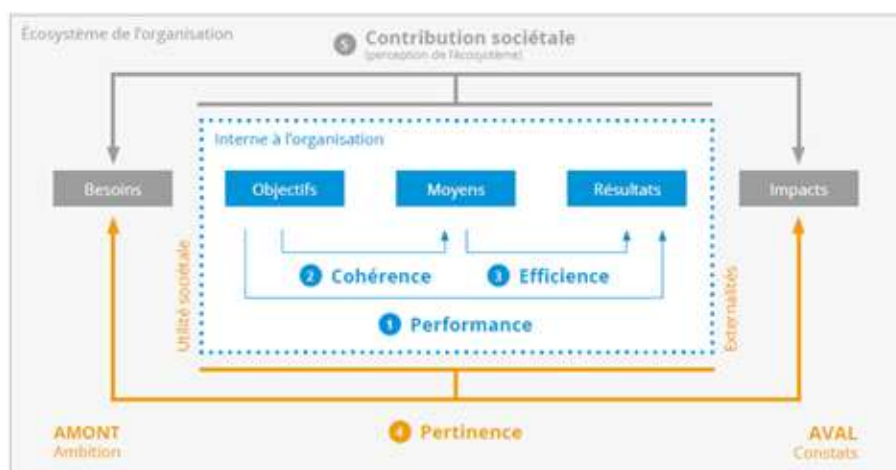 Écosystème de l'organisation
5 Contribution sociétale
(perception de l'écosystème)
Interne à l'organisation
Besoins
Objectifs
Moyens
Résultats
Impacts
2 Cohérence
3 Efficience
1 Performance
Utilité sociétale
Externalités
AMONT
Ambition
4 Pertinence
AVAL
Constats